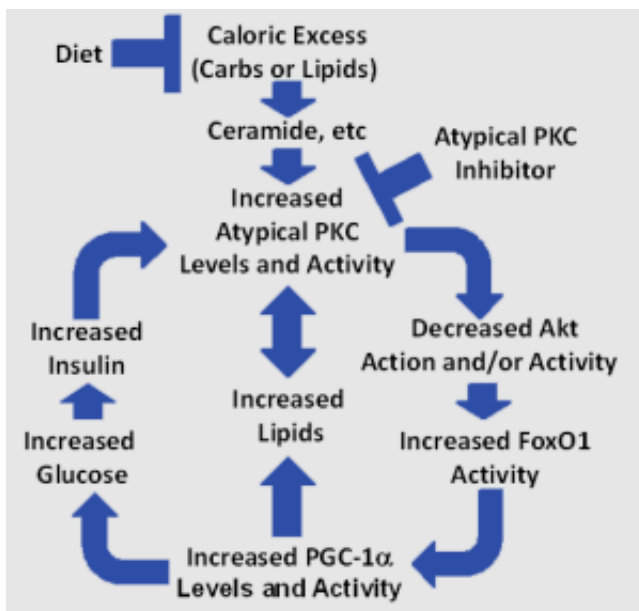 Diet
Caloric Excess
(Carbs or Lipids)
Ceramide, etc
Atypical PKC
Inhibitor
Increased
Atypical PKC
Levels and Activity
Increased
Insulin
Decreased Akt
Action and/or Activity
Increased
Lipids
Increased
Glucose
Increased FoxO1
Activity
Increased PGC-1α
Levels and Activity